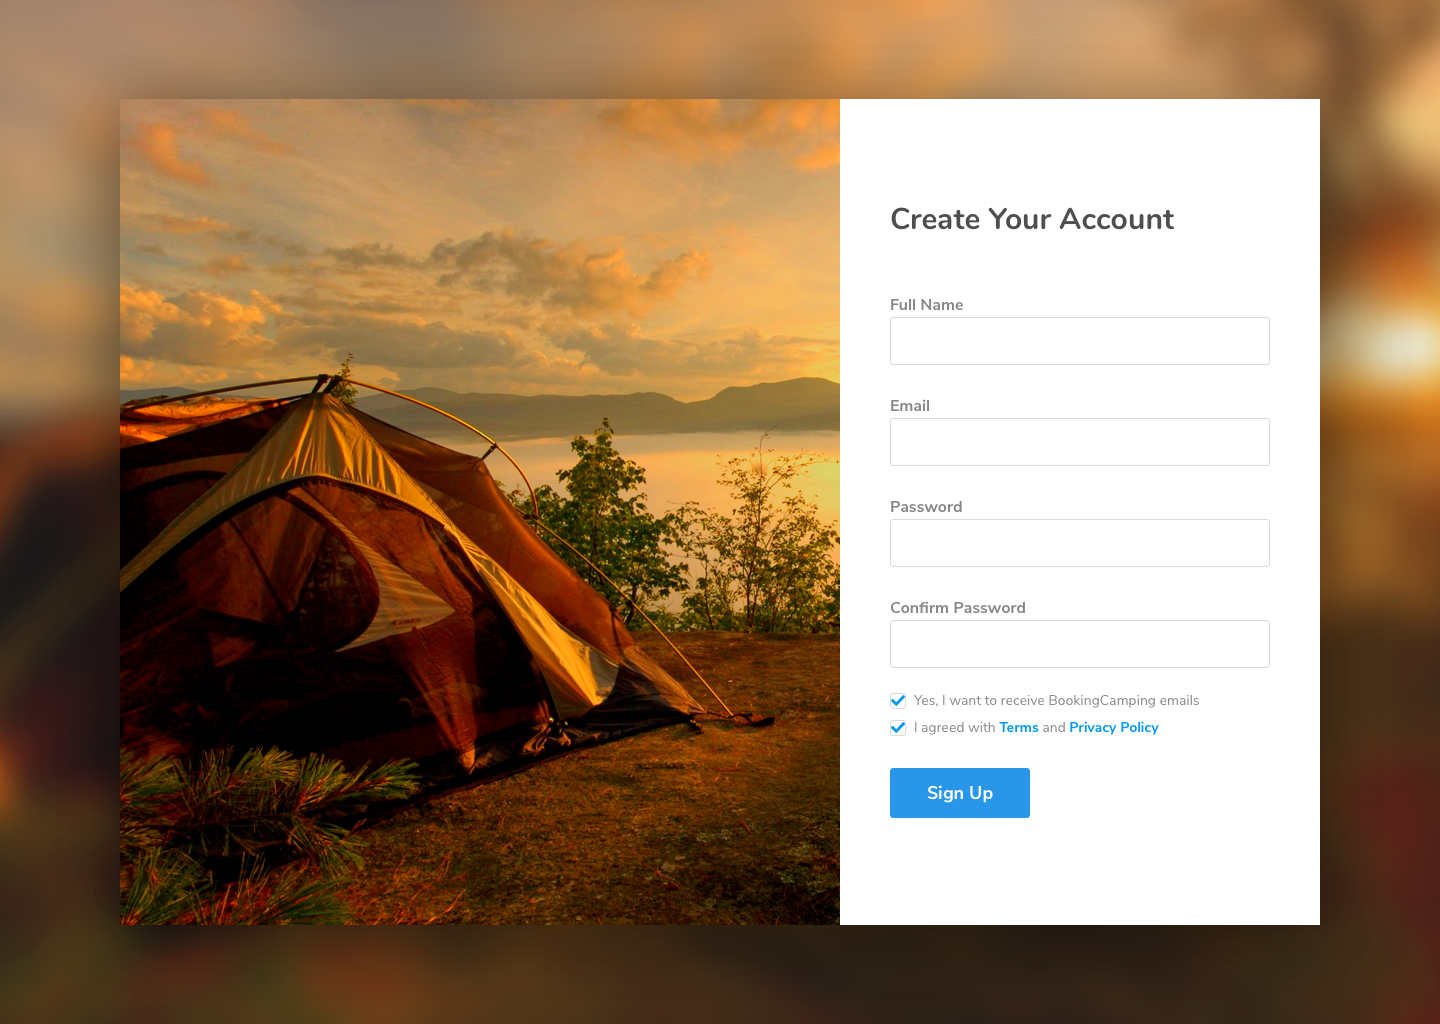 Create Your Account
Full Name
Email
Password
Confirm Password
Yes, I want to receive BookingCamping emails
I agreed with Terms and Privacy Policy
Sign Up